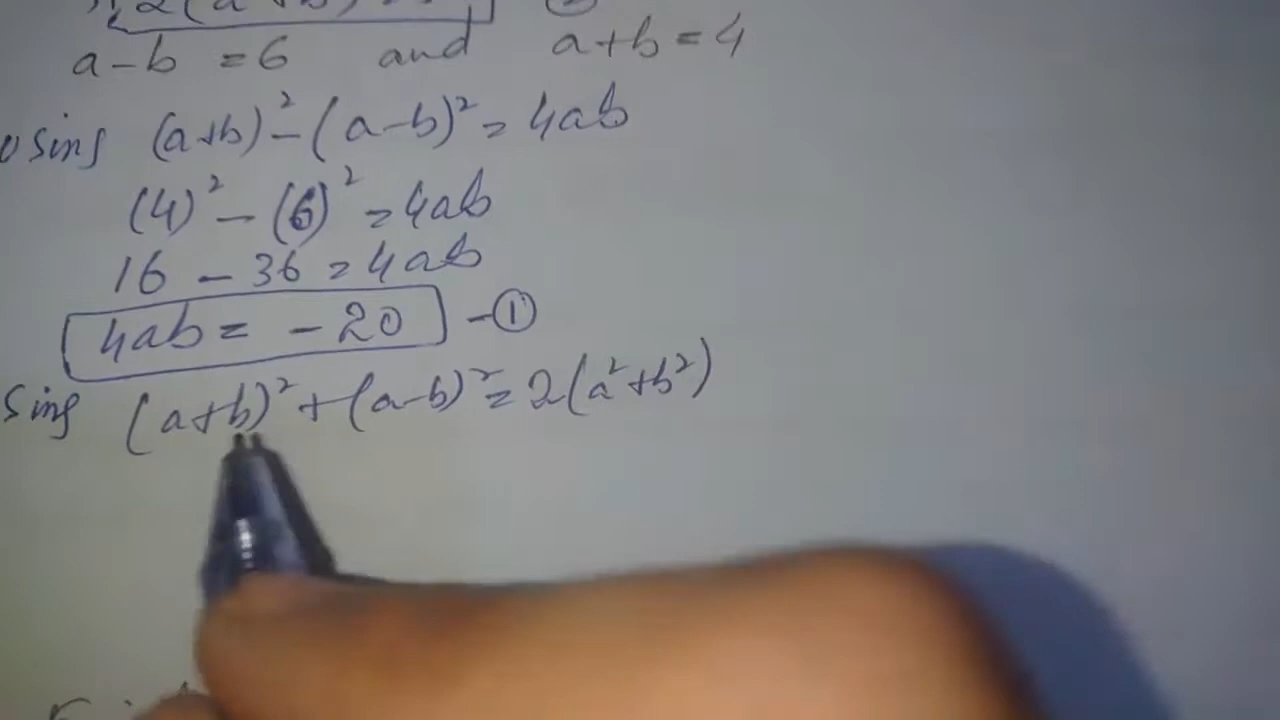 a-b = 6 and a+b = 4
Using (a+b)² - (a-b)² = 4ab
(4)² - (6)² = 4ab
16 - 36 = 4ab
4ab = - 20 -①
Sing (a+b)² + (a-b)² = 2(a²+b²)